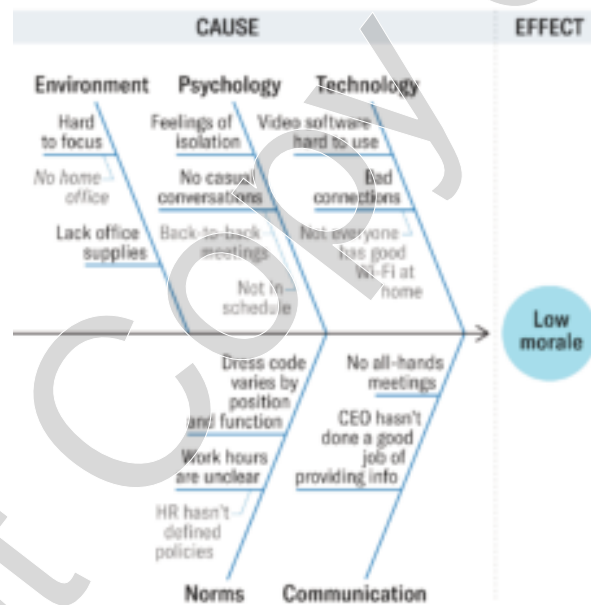 CAUSE
EFFECT
Environment
Psychology
Technology
Hard
to focus
No home
office
Lack office
supplies
Feelings of
isolation
No casual
conversations
Back-to-back
meetings
Not in
schedule
Video software
hard to use
Bad
connections
Not everyone
has good
Wi-Fi at
home
Low
morale
Dress code
varies by
position
and function
Work hours
are unclear
HR hasn't
defined
policies
No all-hands
meetings
CEO hasn't
done a good
job of
providing info
Norms
Communication
t Copy